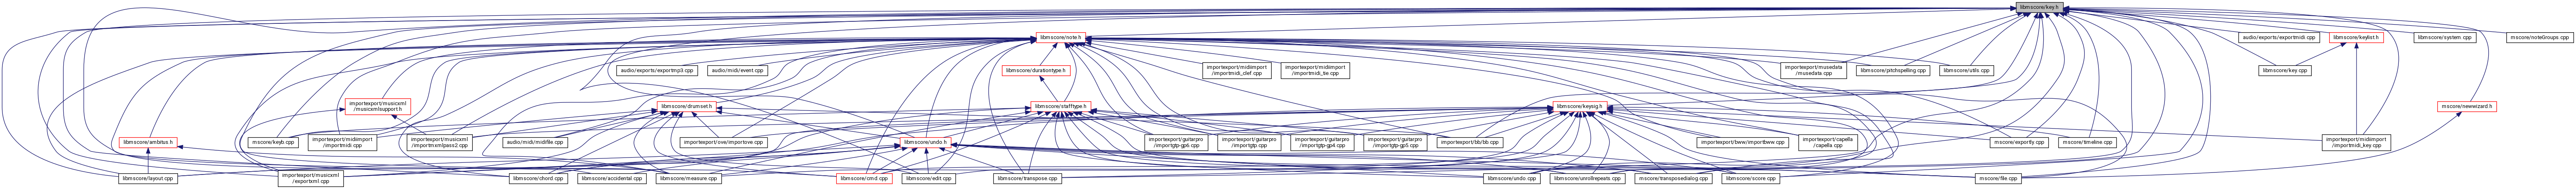 libmscore/key.h
libmscore/note.h
audio/exports/exportmidi.cpp
libmscore/keylist.h
libmscore/system.cpp
mscore/noteGroups.cpp
audio/exports/exportmp3.cpp
audio/midi/event.cpp
libmscore/durationtype.h
importexport/midiimport
/importmidi_clef.cpp
importexport/midiimport
/importmidi_tie.cpp
importexport/musedata
/musedata.cpp
libmscore/pitchspelling.cpp
libmscore/utils.cpp
libmscore/key.cpp
importexport/musicxml
/musicxmlsupport.h
libmscore/drumset.h
libmscore/stafftype.h
libmscore/keysig.h
mscore/newwizard.h
libmscore/ambitus.h
mscore/keyb.cpp
importexport/midiimport
/importmidi.cpp
importexport/musicxml
/importmxmlpass2.cpp
audio/midi/midifile.cpp
importexport/ove/importove.cpp
libmscore/undo.h
importexport/guitarpro
/importgtp-gp6.cpp
importexport/guitarpro
/importgtp.cpp
importexport/guitarpro
/importgtp-gp4.cpp
importexport/guitarpro
/importgtp-gp5.cpp
importexport/bb/bb.cpp
importexport/bww/importbww.cpp
importexport/capella
/capella.cpp
mscore/exportly.cpp
mscore/timeline.cpp
importexport/midiimport
/importmidi_key.cpp
libmscore/layout.cpp
importexport/musicxml
/exportxml.cpp
libmscore/chord.cpp
libmscore/accidental.cpp
libmscore/measure.cpp
libmscore/cmd.cpp
libmscore/edit.cpp
libmscore/transpose.cpp
libmscore/undo.cpp
libmscore/unrollrepeats.cpp
mscore/transposedialog.cpp
libmscore/score.cpp
mscore/file.cpp